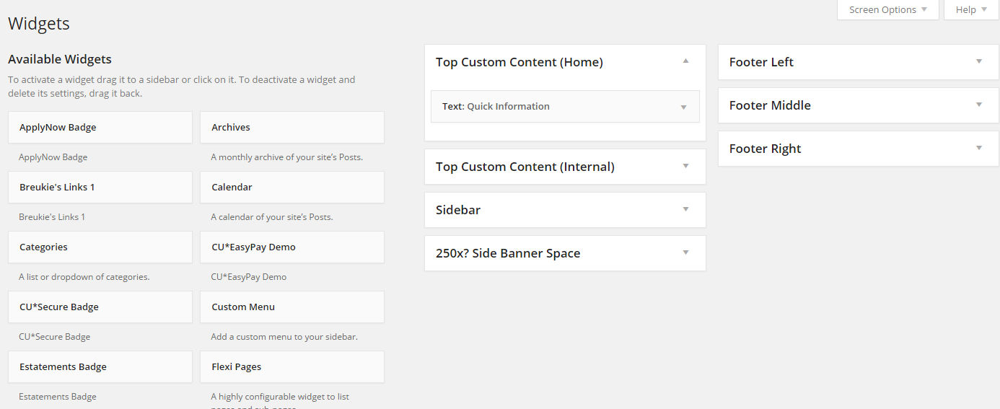 Screen Options
Help
Widgets
Available Widgets
To activate a widget drag it to a sidebar or click on it. To deactivate a widget and
delete its settings, drag it back.
ApplyNow Badge
Archives
ApplyNow Badge
A monthly archive of your site’s Posts.
Breukie's Links 1
Calendar
Breukie's Links 1
A calendar of your site’s Posts.
Categories
CU*EasyPay Demo
A list or dropdown of categories.
CU*EasyPay Demo
CU*Secure Badge
Custom Menu
CU*Secure Badge
Add a custom menu to your sidebar.
Estatements Badge
Flexi Pages
Estatements Badge
A highly configurable widget to list
pages and sub-pages
Top Custom Content (Home)
Text: Quick Information
Top Custom Content (Internal)
Sidebar
250x? Side Banner Space
Footer Left
Footer Middle
Footer Right